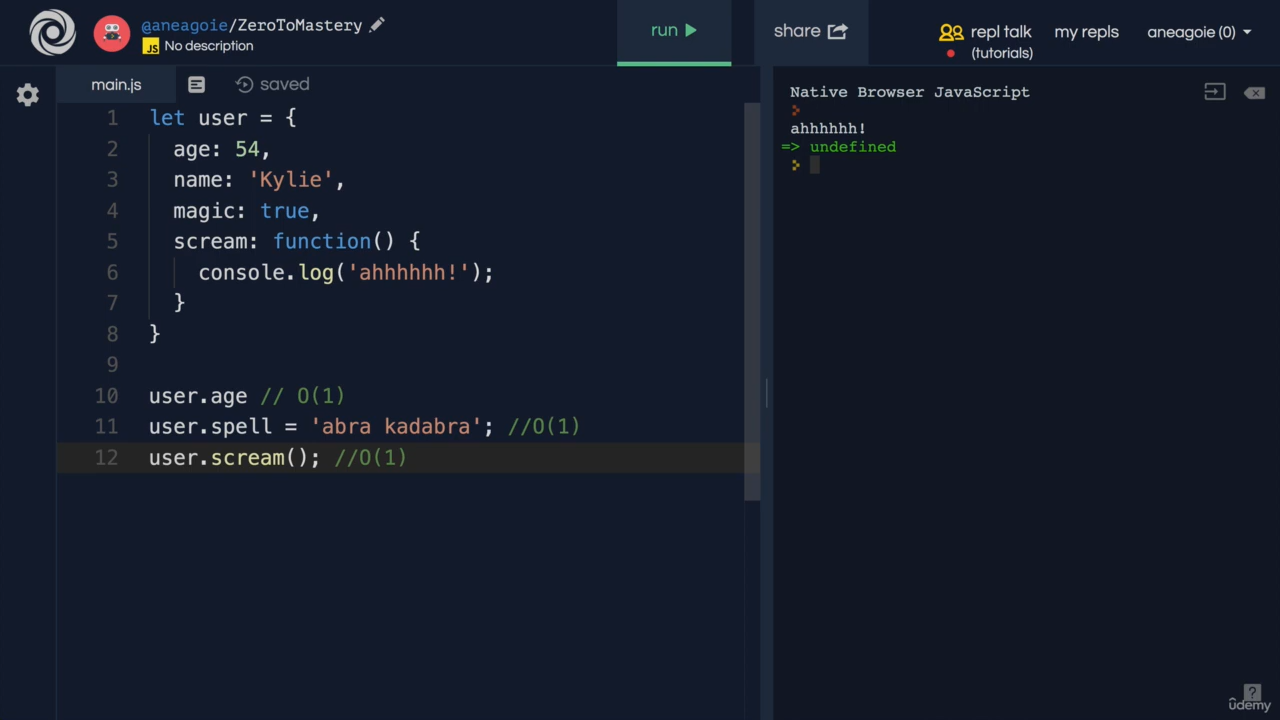 @aneagoie/ZeroToMastery
JS No description
run
share
repl talk
(tutorials)
my repls
aneagoie (0)
main.js
saved
1 let user = {
2 age: 54,
3 name: 'Kylie',
4 magic: true,
5 scream: function() {
6 console.log('ahhhhhh!');
7 }
8 }
9
10 user.age // O(1)
11 user.spell = 'abra kadabra'; //O(1)
12 user.scream(); //O(1)
Native Browser JavaScript
ahhhhhh!
=> undefined
?
udemy